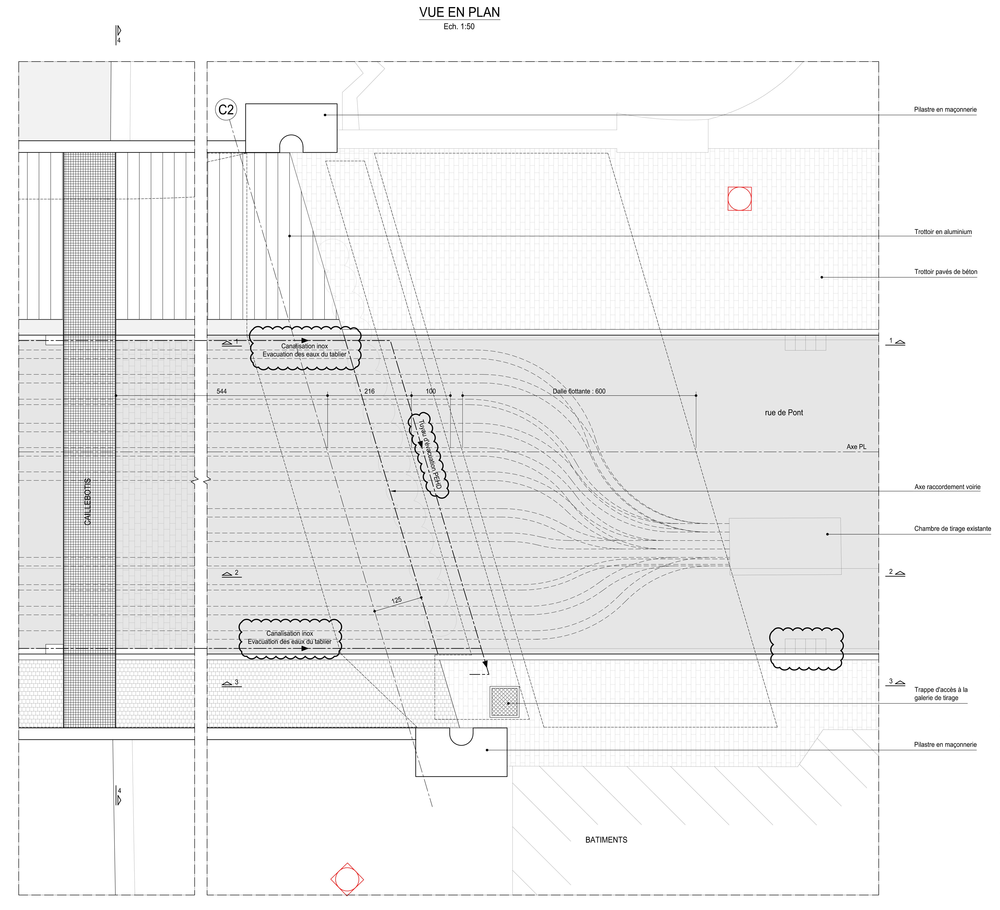 VUE EN PLAN
Ech. 1:50
4
C2
Pilastre en maçonnerie
Trottoir en aluminium
Trottoir pavés de béton
1
Canalisation inox
Evacuation des eaux du tablier
1
544
216
100
Dalle flottante : 600
rue de Pont
Tuyau d'évacuation PEHD
Axe PL
CAILLEBOTIS
Axe raccordement voirie
Chambre de tirage existante
2
2
125
Canalisation inox
Evacuation des eaux du tablier
3
3
Trappe d'accès à la
galerie de tirage
Pilastre en maçonnerie
4
BATIMENTS